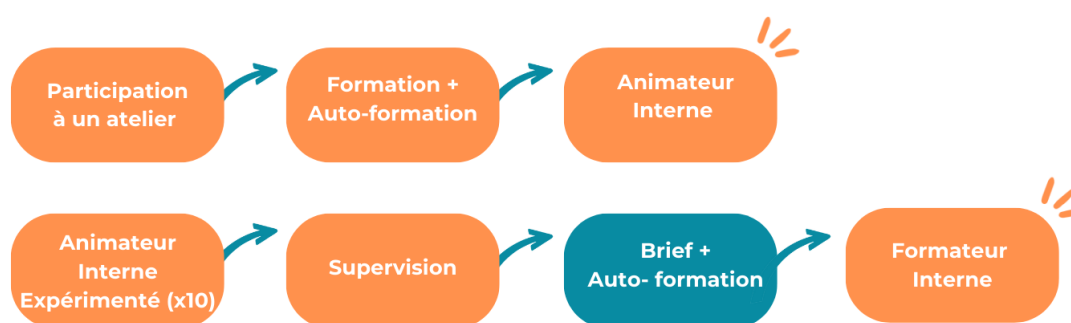 Participation
à un atelier
Formation +
Auto-formation
Animateur
Interne
Animateur
Interne
Expérimenté (x10)
Supervision
Brief +
Auto- formation
Formateur
Interne